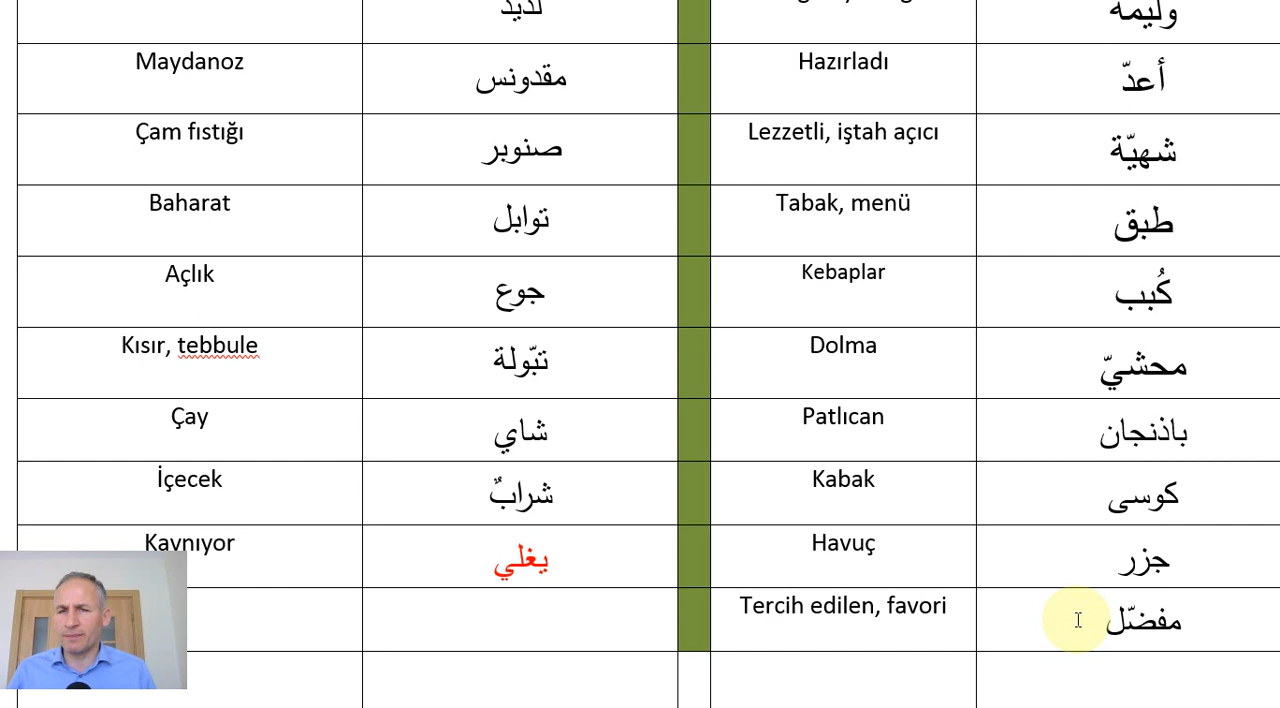 لذيذ
وليمة
Maydanoz
مقدونس
Hazırladı
أعدّ
Çam fıstığı
صنوبر
Lezzetli, iştah açıcı
شهيّة
Baharat
توابل
Tabak, menü
طبق
Açlık
جوع
Kebaplar
كُبب
Kısır, tebbule
تبّولة
Dolma
محشيّ
Çay
شاي
Patlıcan
باذنجان
İçecek
شرابٌ
Kabak
كوسى
Kaynıyor
يغلي
Havuç
جزر
Tercih edilen, favori
مفضّل